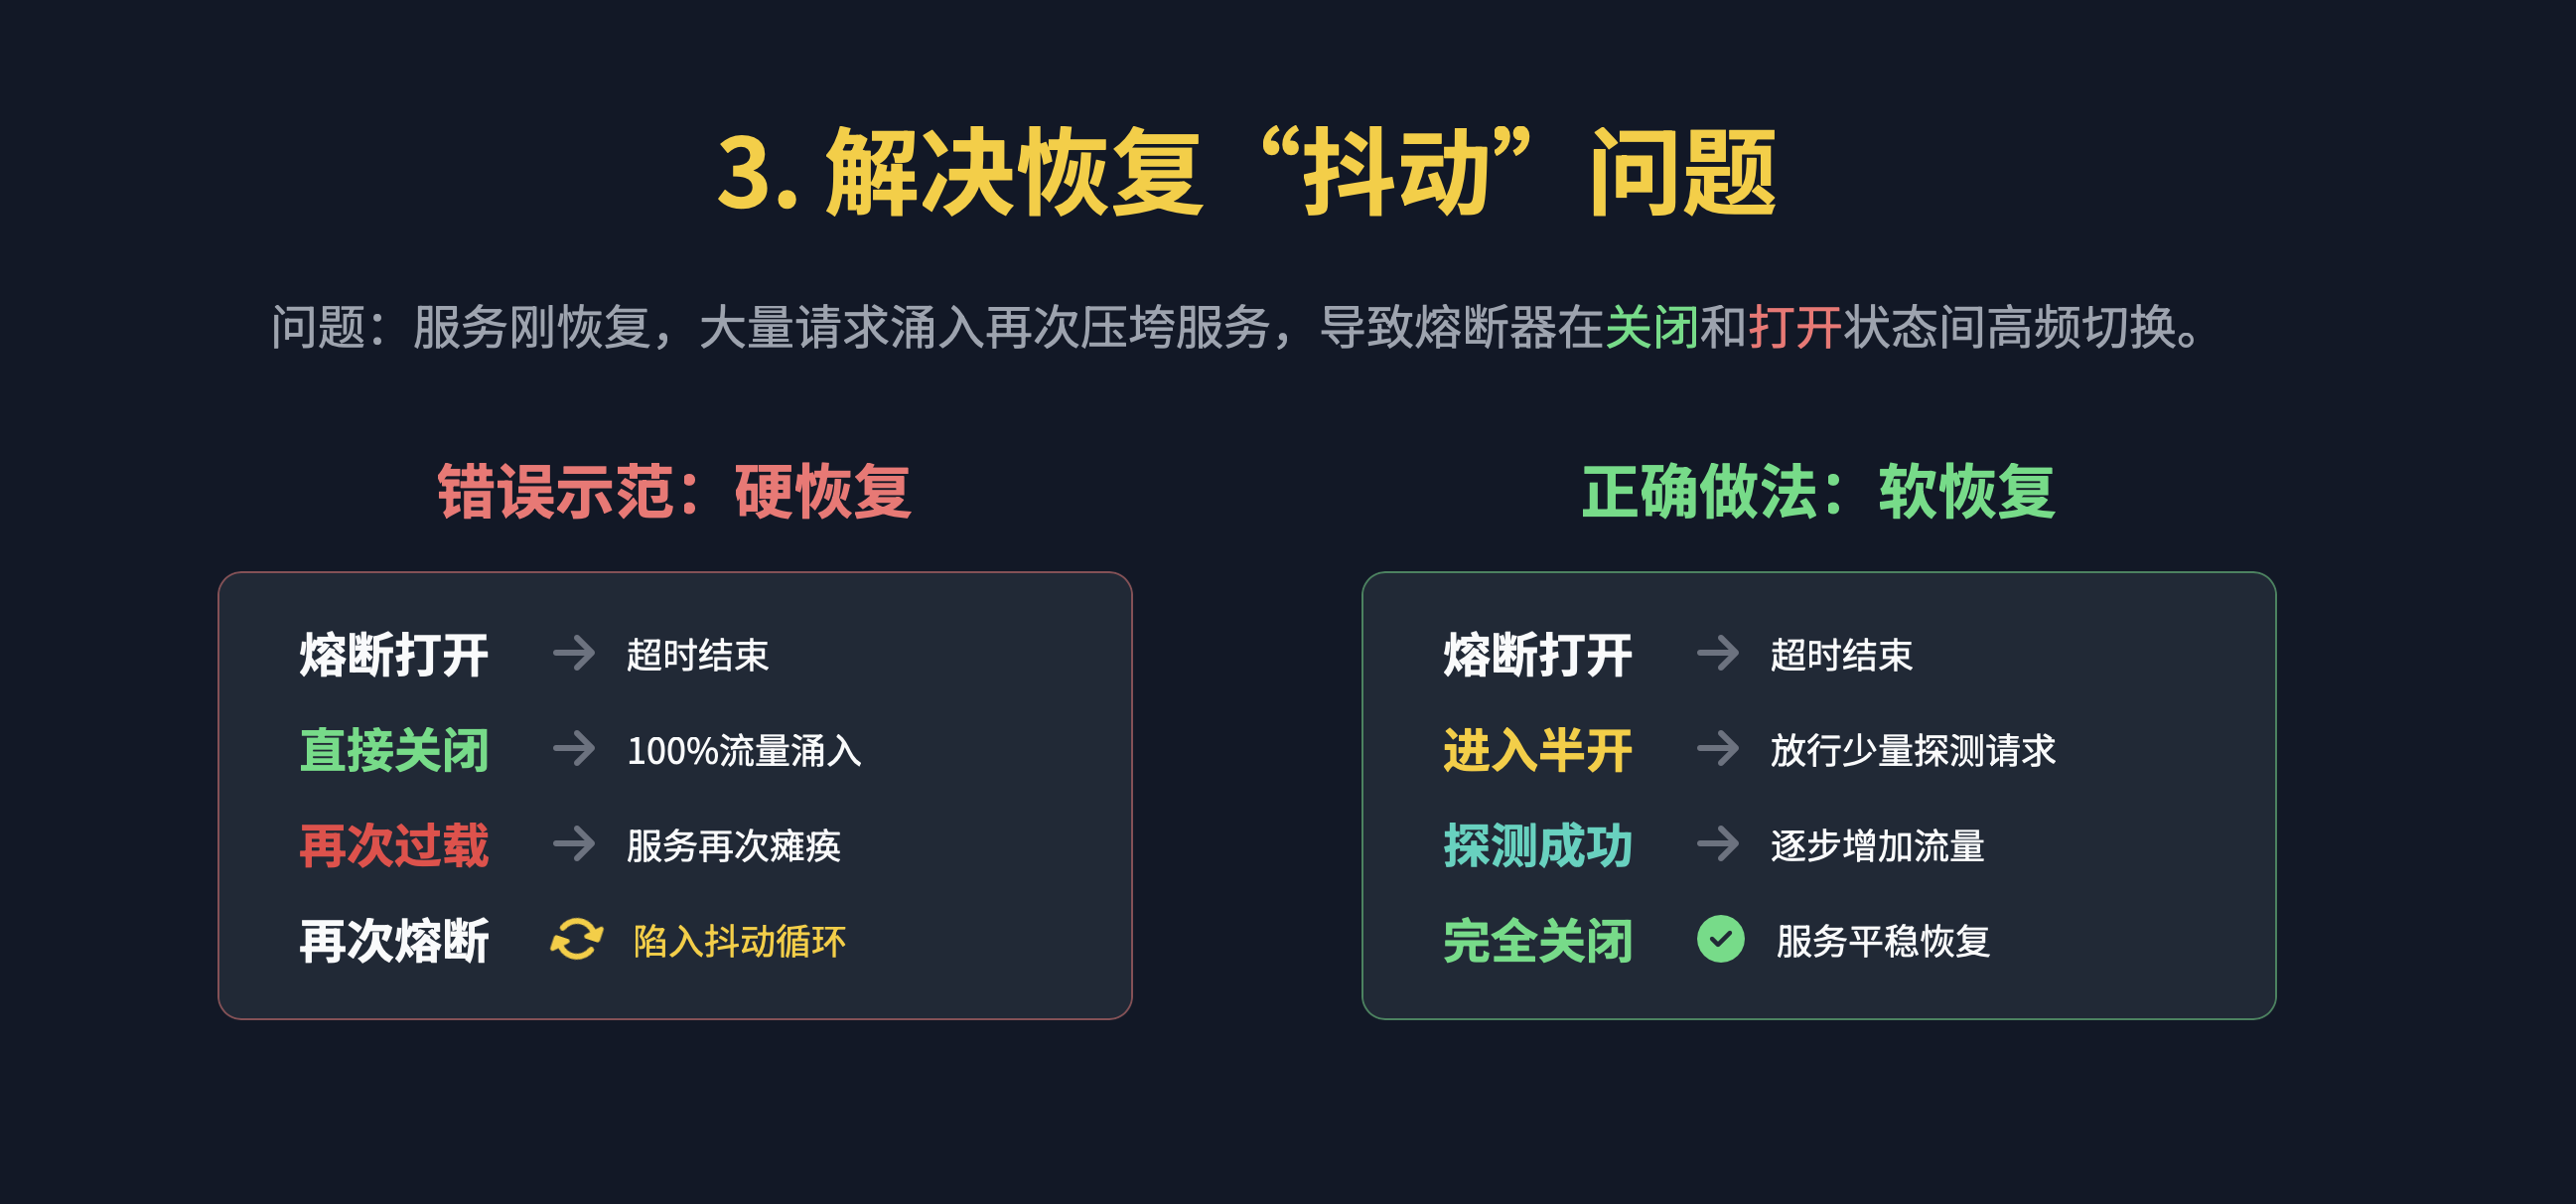 3. 解决恢复“抖动”问题
问题：服务刚恢复，大量请求涌入再次压垮服务，导致熔断器在关闭和打开状态间高频切换。
错误示范：硬恢复
熔断打开 → 超时结束
直接关闭 → 100%流量涌入
再次过载 → 服务再次瘫痪
再次熔断 陷入抖动循环
正确做法：软恢复
熔断打开 → 超时结束
进入半开 → 放行少量探测请求
探测成功 → 逐步增加流量
完全关闭 服务平稳恢复